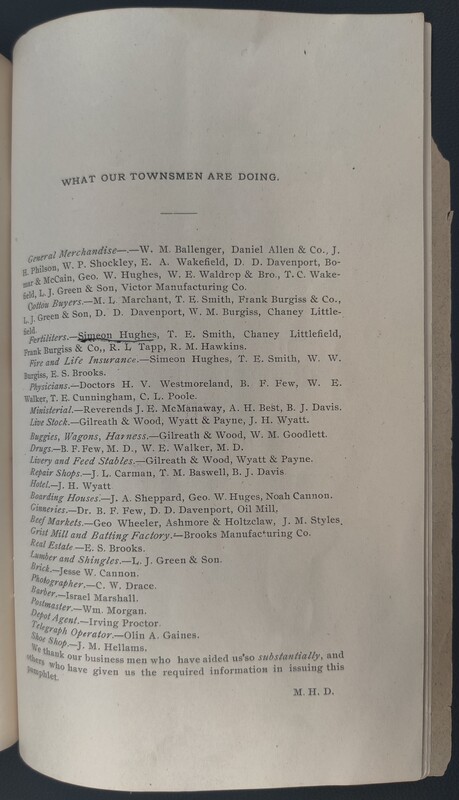 WHAT OUR TOWNSMEN ARE DOING.
General Merchandise—.—W. M. Ballenger, Daniel Allen & Co., J.
B. Philson, W. P. Shockley, E. A. Wakefield, D. D. Davenport, Bo-
mar & McCain, Geo. W. Hughes, W. E. Waldrop & Bro., T. C. Wake-
field, L. J. Green & Son, Victor Manufacturing Co.
Cotton Buyers.—M. L. Marchant, T. E. Smith, Frank Burgiss & Co.,
L. J. Green & Son, D. D. Davenport, W. M. Burgiss, Chaney Little-
field.
Fertiliters.—Simeon Hughes, T. E. Smith, Chaney Littlefield,
Frank Burgiss & Co,, R. L Tapp, R. M. Hawkins.
Fire and Life Insurance.—Simeon Hughes, T. E. Smith, W. W.
Burgiss, E. S. Brooks.
Physicians.—Doctors H. V. Westmoreland, B. F. Few, W. E.
Walker, T. E. Cunningham, C. L. Poole.
Ministerial.—Reverends J. E. McManaway, A. H. Best, B. J. Davis.
Live Stock.—Gilreath & Wood, Wyatt & Payne, J. H. Wyatt.
Buggies, Wagons, Harness.—Gilreath & Wood, W. M. Goodlett.
Drugs.—B. F. Few, M. D., W. E. Walker, M. D.
Livery and Feed Stables.—Gilreath & Wood, Wyatt & Payne.
Repair Shops.—J. L. Carman, T. M. Baswell, B. J. Davis
Hotel.—J. H. Wyatt
Boarding Houses.—J. A. Sheppard, Geo. W. Huges, Noah Cannon.
Ginneries.—Dr. B. F. Few, D. D. Davenport, Oil Mill,
Beef Markets.—Geo Wheeler, Ashmore & Holtzclaw, J. M. Styles.
Grist Mill and Batting Factory.—Brooks Manufacturing Co.
Real Estate—E. S. Brooks.
Lumber and Shingles.—L. J. Green & Son.
Brick.—Jesse W. Cannon.
Photographer.—C. W. Drace.
Barber.—Israel Marshall.
Postmaster.—Wm. Morgan.
Depot Agent.—Irving Proctor.
Telegraph Operator.—Olin A. Gaines.
Shoe Shop.—J. M. Hellams.
We thank our business men who have aided us so substantially, and
others who have given us the required information in issuing this
pamphlet.
M. H. D.